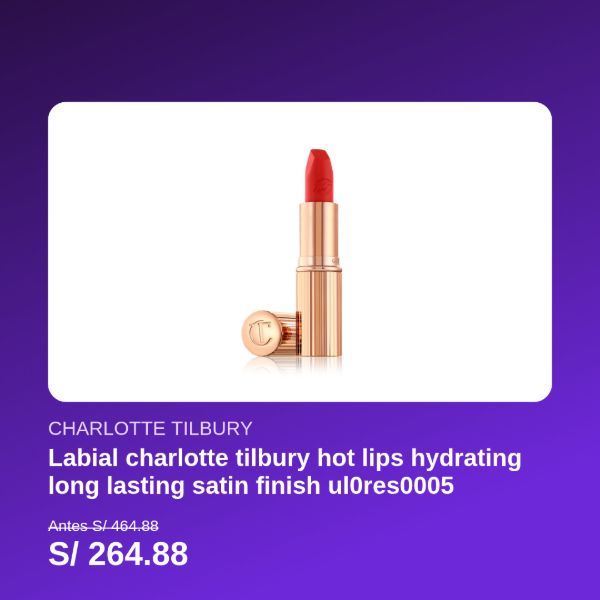 CHARLOTTE TILBURY
Labial charlotte tilbury hot lips hydrating
long lasting satin finish ul0res0005
Antes S/ 464.88
S/ 264.88